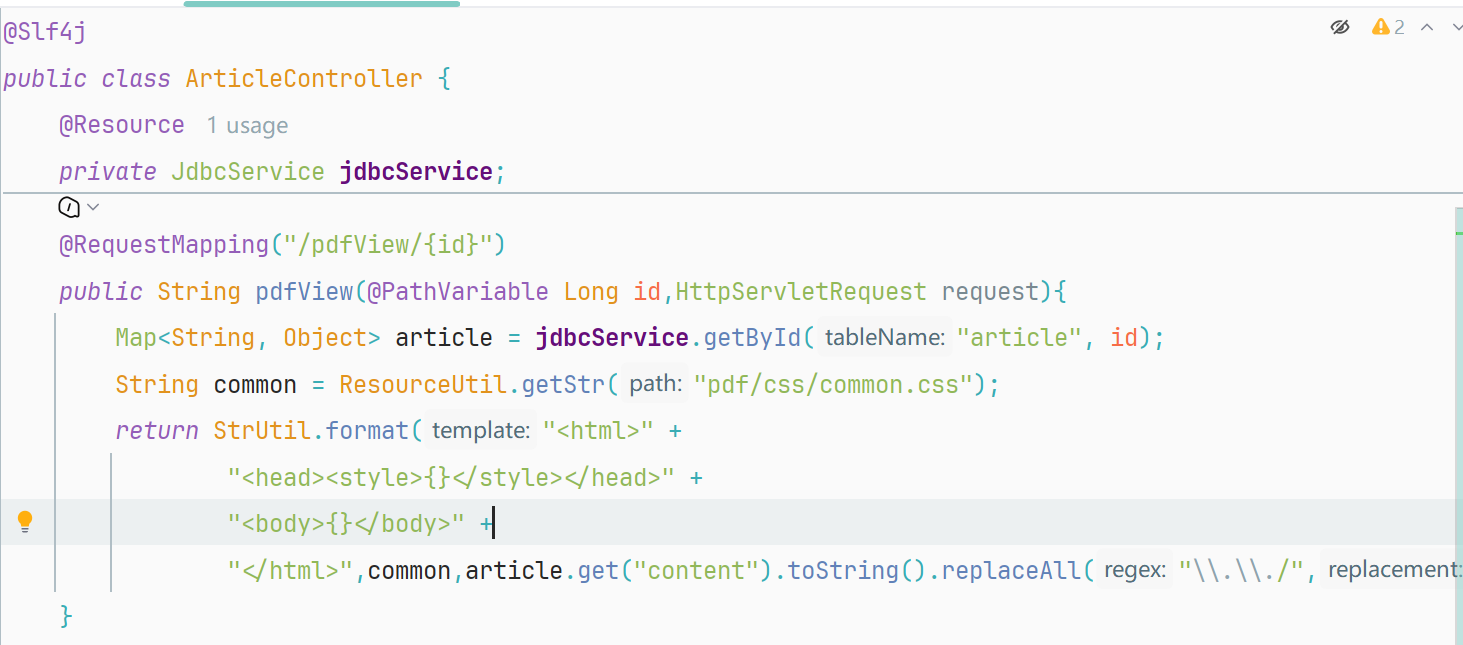 @Slf4j
2
public class ArticleController {
@Resource 1 usage
private JdbcService jdbcService;
@RequestMapping("/pdfView/{id}")
public String pdfView(@PathVariable Long id,HttpServletRequest request){
Map<String, Object> article = jdbcService.getById( tableName: "article", id);
String common = ResourceUtil.getStr( path: "pdf/css/common.css");
return StrUtil.format( template: "<html>" +
"<head><style>{}</style></head>" +
"<body>{}</body>" +
"</html>",common,article.get("content").toString().replaceAll( regex: "\\.\\./", replacement:
}